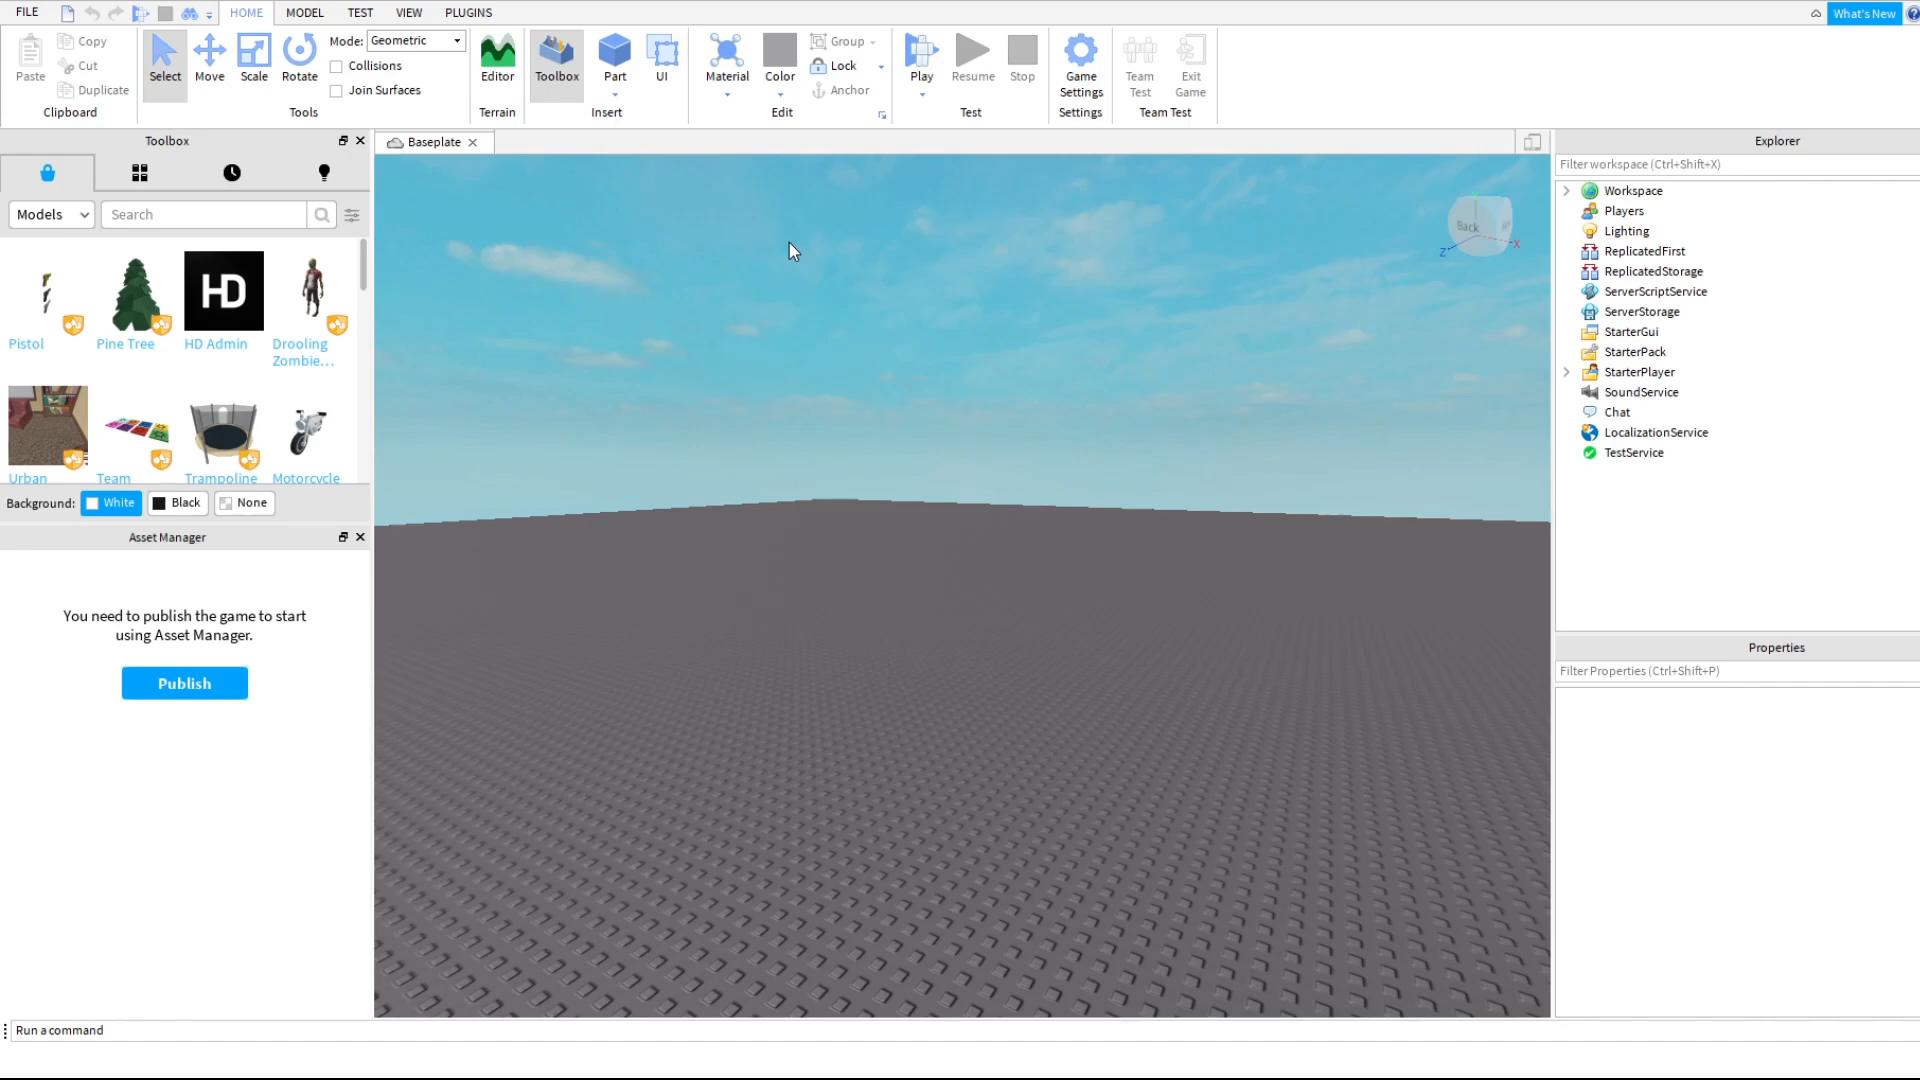 FILE HOME MODEL TEST VIEW PLUGINS What's New
Paste Copy Cut Duplicate Clipboard
Select Move Scale Rotate Mode: Geometric Collisions Join Surfaces Tools
Editor Terrain
Toolbox Part UI Insert
Material Color Group Lock Anchor Edit
Play Resume Stop Test
Game Settings Settings
Team Test Exit Game Team Test
Toolbox
Models Search
Pistol Pine Tree HD Admin Drooling Zombie...
HD
Urban Team Trampoline Motorcycle
Background: White Black None
Asset Manager
You need to publish the game to start
using Asset Manager.
Publish
Baseplate
Back
Z X
Explorer
Filter workspace (Ctrl+Shift+X)
Workspace
Players
Lighting
ReplicatedFirst
ReplicatedStorage
ServerScriptService
ServerStorage
StarterGui
StarterPack
StarterPlayer
SoundService
Chat
LocalizationService
TestService
Properties
Filter Properties (Ctrl+Shift+P)
Run a command